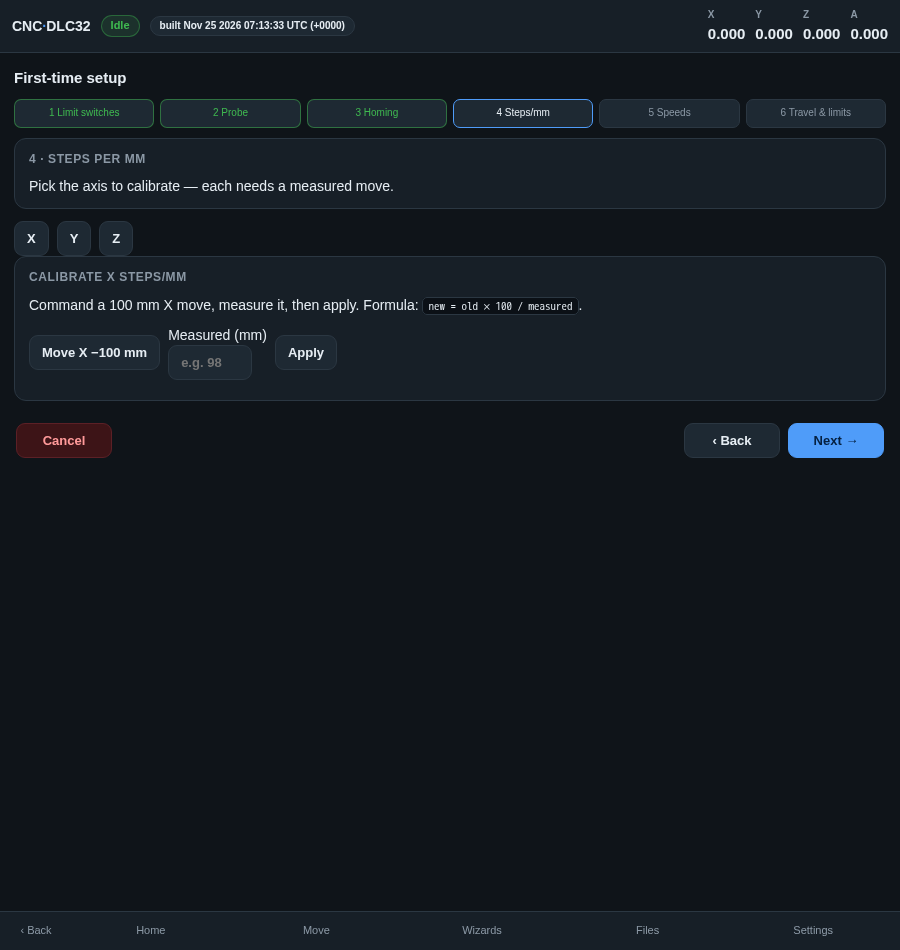 CNC·DLC32 Idle built Nov 25 2026 07:13:33 UTC (+0000)
X Y Z A
0.000 0.000 0.000 0.000
First-time setup
1 Limit switches 2 Probe 3 Homing 4 Steps/mm 5 Speeds 6 Travel & limits
4 · STEPS PER MM
Pick the axis to calibrate — each needs a measured move.
X Y Z
CALIBRATE X STEPS/MM
Command a 100 mm X move, measure it, then apply. Formula: new = old × 100 / measured.
Measured (mm)
Move X −100 mm e.g. 98 Apply
Cancel ‹ Back Next →
‹ Back Home Move Wizards Files Settings